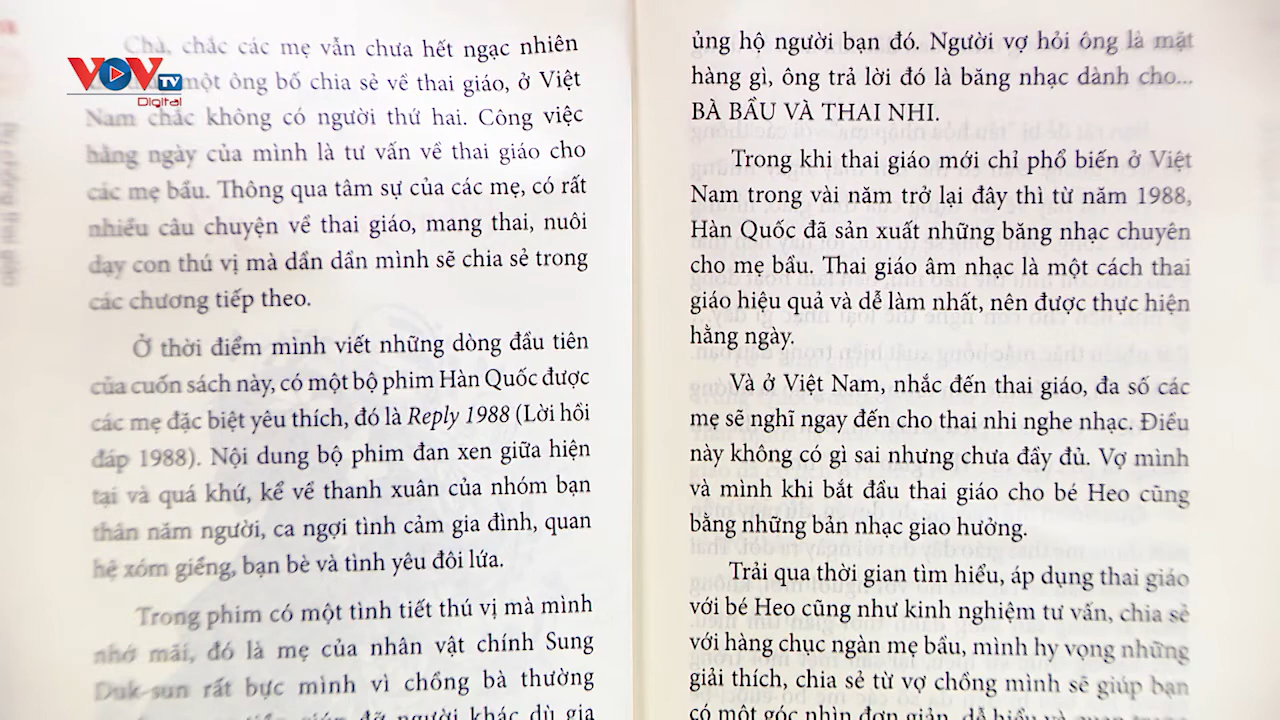 VOV TV
Digital
Chà, chắc các mẹ vẫn chưa hết ngạc nhiên
một ông bố chia sẻ về thai giáo, ở Việt
Nam chắc không có người thứ hai. Công việc
hằng ngày của mình là tư vấn về thai giáo cho
các mẹ bầu. Thông qua tâm sự của các mẹ, có rất
nhiều câu chuyện về thai giáo, mang thai, nuôi
dạy con thú vị mà dần dần mình sẽ chia sẻ trong
các chương tiếp theo.
Ở thời điểm mình viết những dòng đầu tiên
của cuốn sách này, có một bộ phim Hàn Quốc được
các mẹ đặc biệt yêu thích, đó là Reply 1988 (Lời hồi
đáp 1988). Nội dung bộ phim đan xen giữa hiện
tại và quá khứ, kể về thanh xuân của nhóm bạn
thân năm người, ca ngợi tình cảm gia đình, quan
hệ xóm giềng, bạn bè và tình yêu đôi lứa.
Trong phim có một tình tiết thú vị mà mình
nhớ mãi, đó là mẹ của nhân vật chính Sung
Duk-sun rất bực mình vì chồng bà thường
đỡ người khác dù gia
ủng hộ người bạn đó. Người vợ hỏi ông là mặt
hàng gì, ông trả lời đó là băng nhạc dành cho...
BÀ BẦU VÀ THAI NHI.
Trong khi thai giáo mới chỉ phổ biến ở Việt
Nam trong vài năm trở lại đây thì từ năm 1988,
Hàn Quốc đã sản xuất những băng nhạc chuyên
cho mẹ bầu. Thai giáo âm nhạc là một cách thai
giáo hiệu quả và dễ làm nhất, nên được thực hiện
hằng ngày.
Và ở Việt Nam, nhắc đến thai giáo, đa số các
mẹ sẽ nghĩ ngay đến cho thai nhi nghe nhạc. Điều
này không có gì sai nhưng chưa đầy đủ. Vợ mình
và mình khi bắt đầu thai giáo cho bé Heo cũng
bằng những bản nhạc giao hưởng.
Trải qua thời gian tìm hiểu, áp dụng thai giáo
với bé Heo cũng như kinh nghiệm tư vấn, chia sẻ
với hàng chục ngàn mẹ bầu, mình hy vọng những
giải thích, chia sẻ từ vợ chồng mình sẽ giúp bạn
có một góc nhìn đơn giản, dễ hiểu và quan trọng